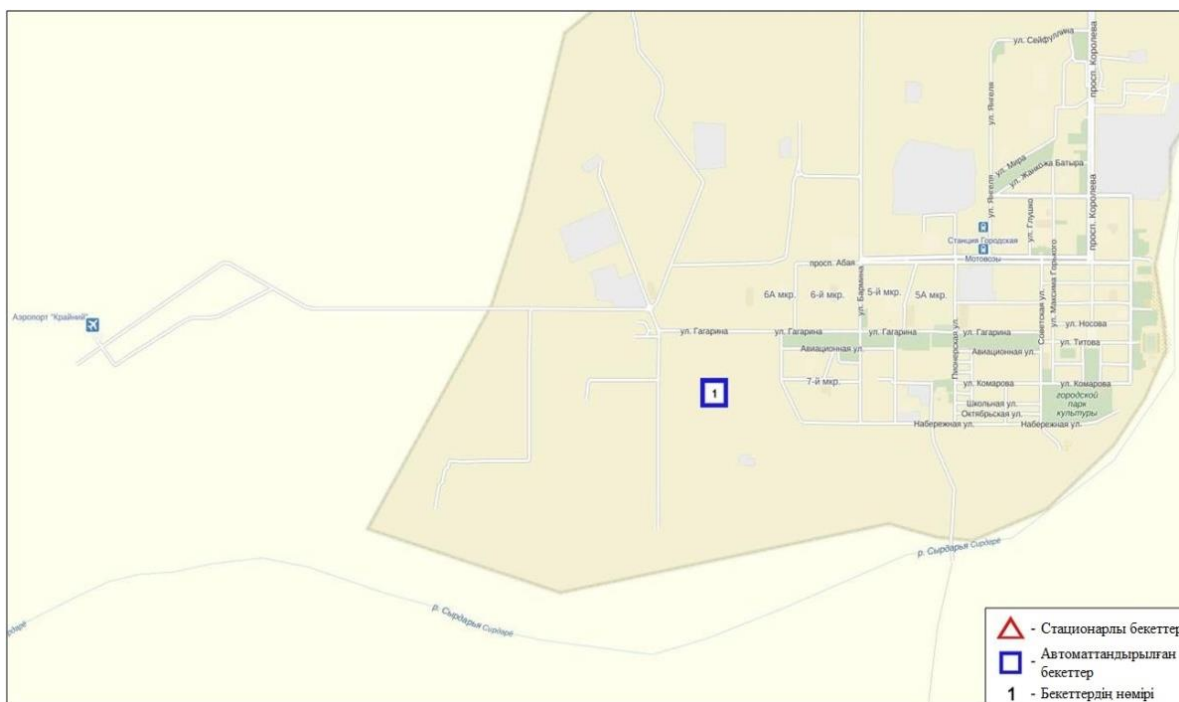 ул. Сейфуллина
просп. Королева
ул. Янгеля
ул. Мира
ул. Жанкожа Батыра
ул. Янгеля
ул. Глушко
просп. Королева
Станция Городская
Мотовозы
ул. Максима Горького
просп. Абая
ул. Бармина
6А мкр.
6-й мкр.
5-й мкр.
5А мкр.
Советская ул.
Аэропорт "Крайний"
ул. Гагарина
ул. Гагарина
ул. Гагарина
ул. Гагарина
ул. Носова
Пионерская ул.
ул. Титова
Авиационная ул.
Авиационная ул.
7-й мкр.
ул. Комарова
ул. Комарова
1
городской
парк
культуры
Школьная ул.
Октябрьская ул.
Набережная ул.
Набережная ул.
р. Сырдарья Сирдарё
р. Сырдарья Сирдарё
рдарё
- Стационарлы бекеттер
- Автоматтандырылған
бекеттер
1 - Бекеттердің нөмірі